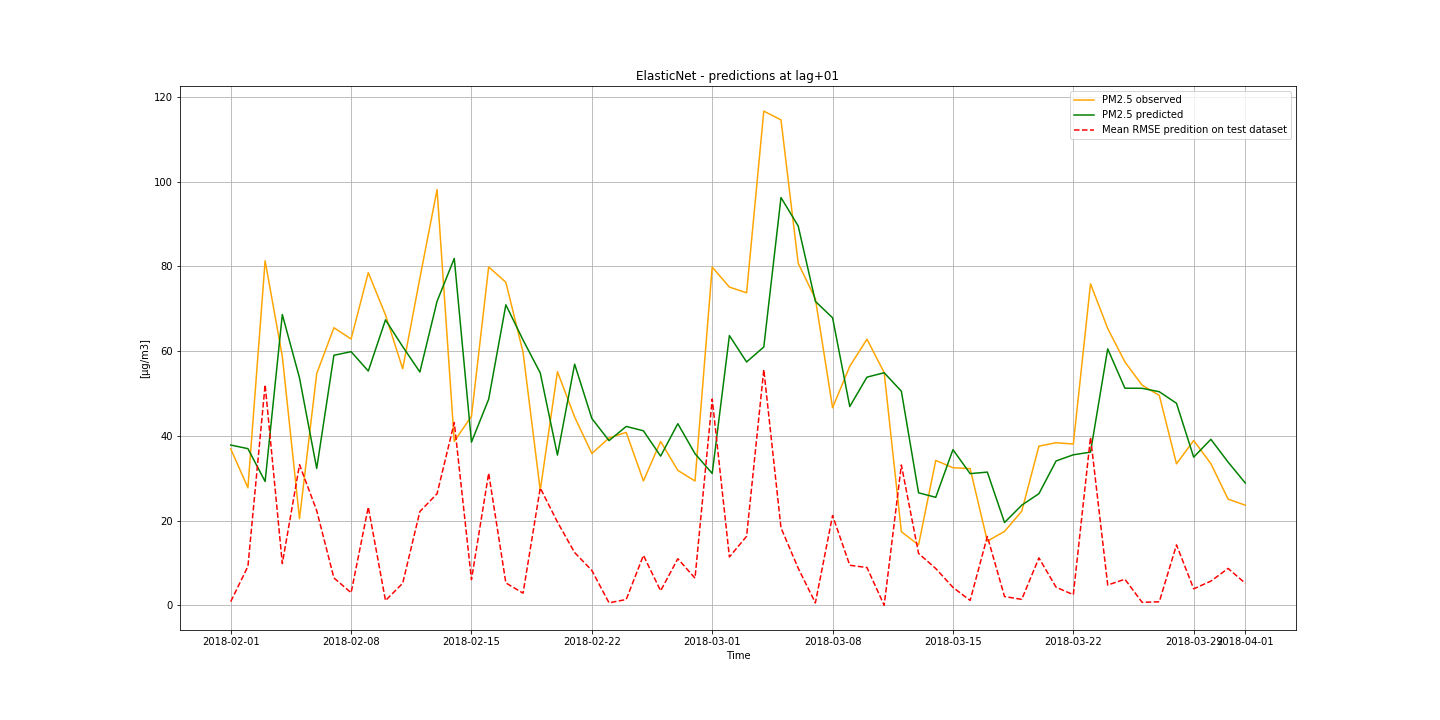 ElasticNet - predictions at lag+01
PM2.5 observed
PM2.5 predicted
Mean RMSE predition on test dataset
120
100
80
60
40
20
0
[µg/m3]
2018-02-01 2018-02-08 2018-02-15 2018-02-22 2018-03-01 2018-03-08 2018-03-15 2018-03-22 2018-03-29 2018-04-01
Time